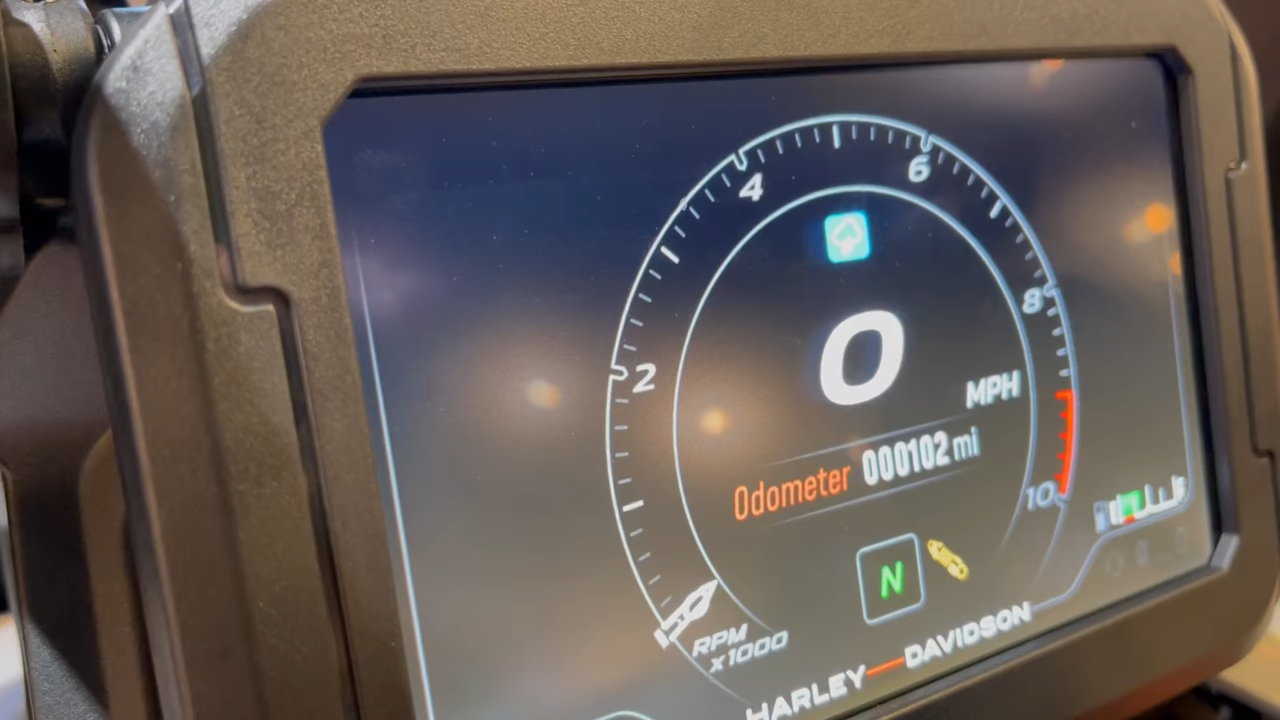 4
6
8
2
0
MPH
Odometer 000102 mi
10
N
RPM
x1000
HARLEY-DAVIDSON